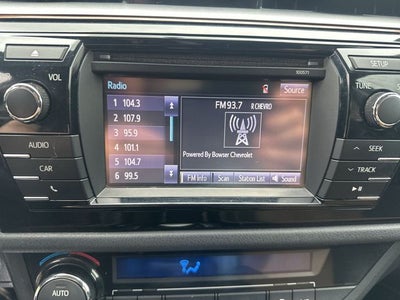 100571
VOL
Radio
Source
SETUP
TUNE
1 104.3
2 107.9
3 95.9
4 101.1
5 104.7
6 99.5
FM 93.7 R CHEVRO
Powered By Bowser Chevrolet
FM Info Scan Station List Sound
AUDIO
CAR
SEEK
TRACK
AUTO